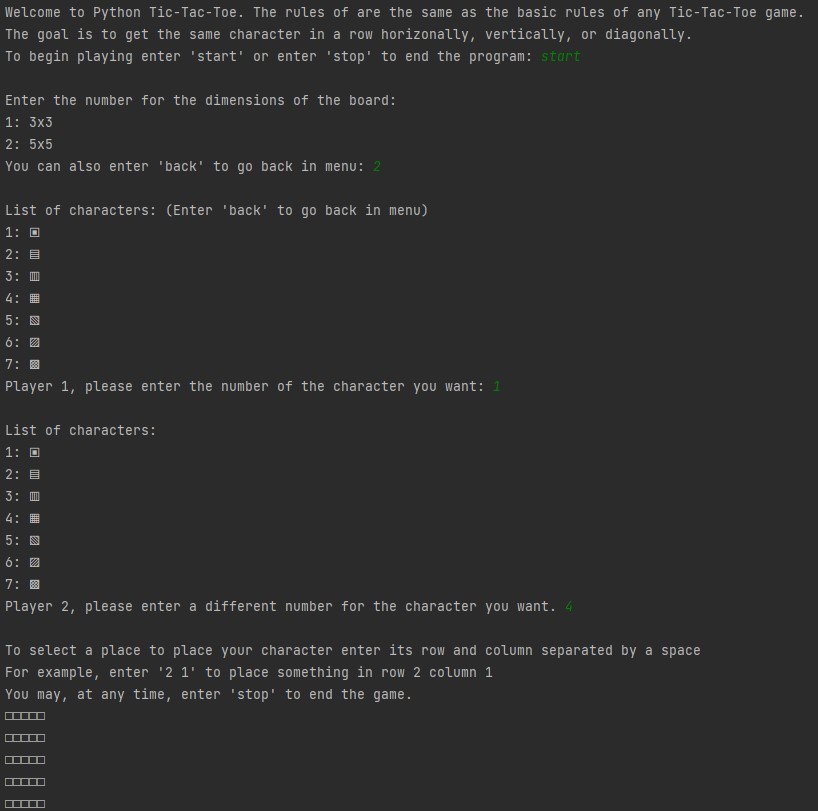 Welcome to Python Tic-Tac-Toe. The rules of are the same as the basic rules of any Tic-Tac-Toe game.
The goal is to get the same character in a row horizonally, vertically, or diagonally.
To begin playing enter 'start' or enter 'stop' to end the program: start
Enter the number for the dimensions of the board:
1: 3x3
2: 5x5
You can also enter 'back' to go back in menu: 2
List of characters: (Enter 'back' to go back in menu)
1: ▣
2: ▤
3: ▥
4: ▦
5: ▧
6: ▨
7: ▩
Player 1, please enter the number of the character you want: 1
List of characters:
1: ▣
2: ▤
3: ▥
4: ▦
5: ▧
6: ▨
7: ▩
Player 2, please enter a different number for the character you want. 4
To select a place to place your character enter its row and column separated by a space
For example, enter '2 1' to place something in row 2 column 1
You may, at any time, enter 'stop' to end the game.
□□□□□
□□□□□
□□□□□
□□□□□
□□□□□